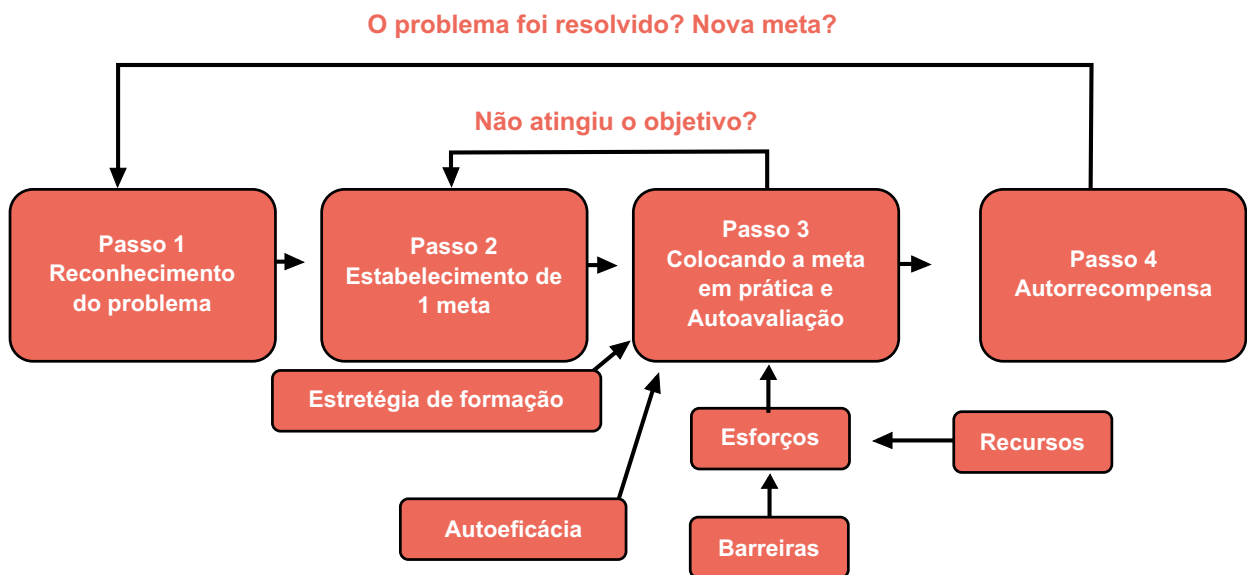 O problema foi resolvido? Nova meta?
Não atingiu o objetivo?
Passo 1
Reconhecimento
do problema
Passo 2
Estabelecimento de
1 meta
Passo 3
Colocando a meta
em prática e
Autoavaliação
Passo 4
Autorrecompensa
Estretégia de formação
Esforços
Recursos
Autoeficácia
Barreiras